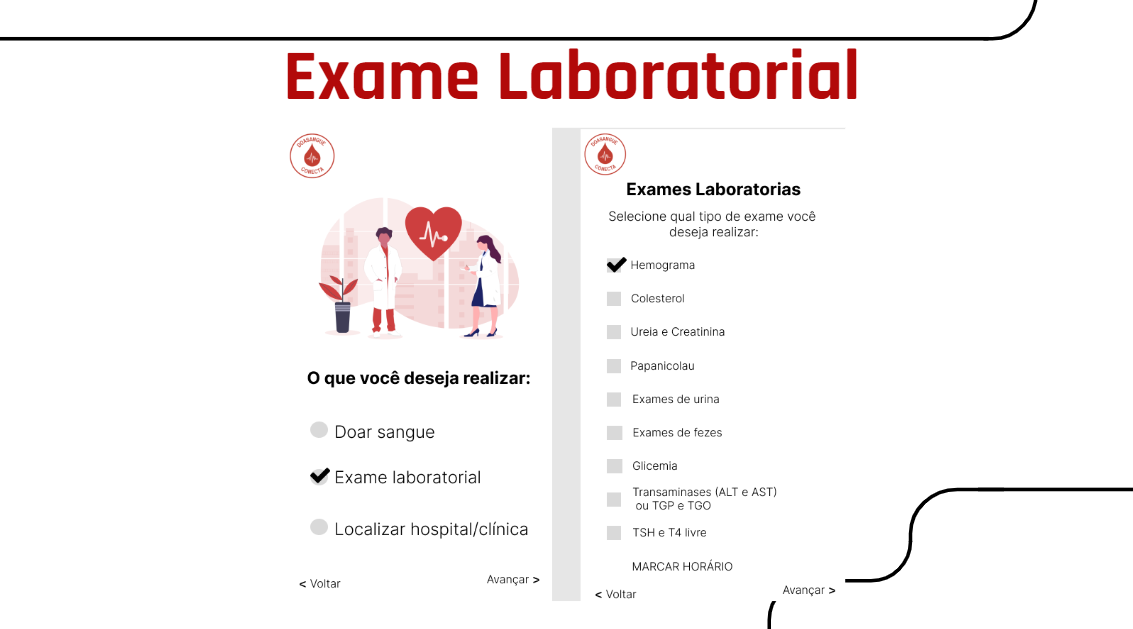 Exame Laboratorial
DOASANGUE
CONECTA
O que você deseja realizar:
Doar sangue
Exame laboratorial
Localizar hospital/clínica
< Voltar
Avançar >
DOASANGUE
CONECTA
Exames Laboratorias
Selecione qual tipo de exame você
deseja realizar:
Hemograma
Colesterol
Ureia e Creatinina
Papanicolau
Exames de urina
Exames de fezes
Glicemia
Transaminases (ALT e AST)
ou TGP e TGO
TSH e T4 livre
MARCAR HORÁRIO
< Voltar
Avançar >